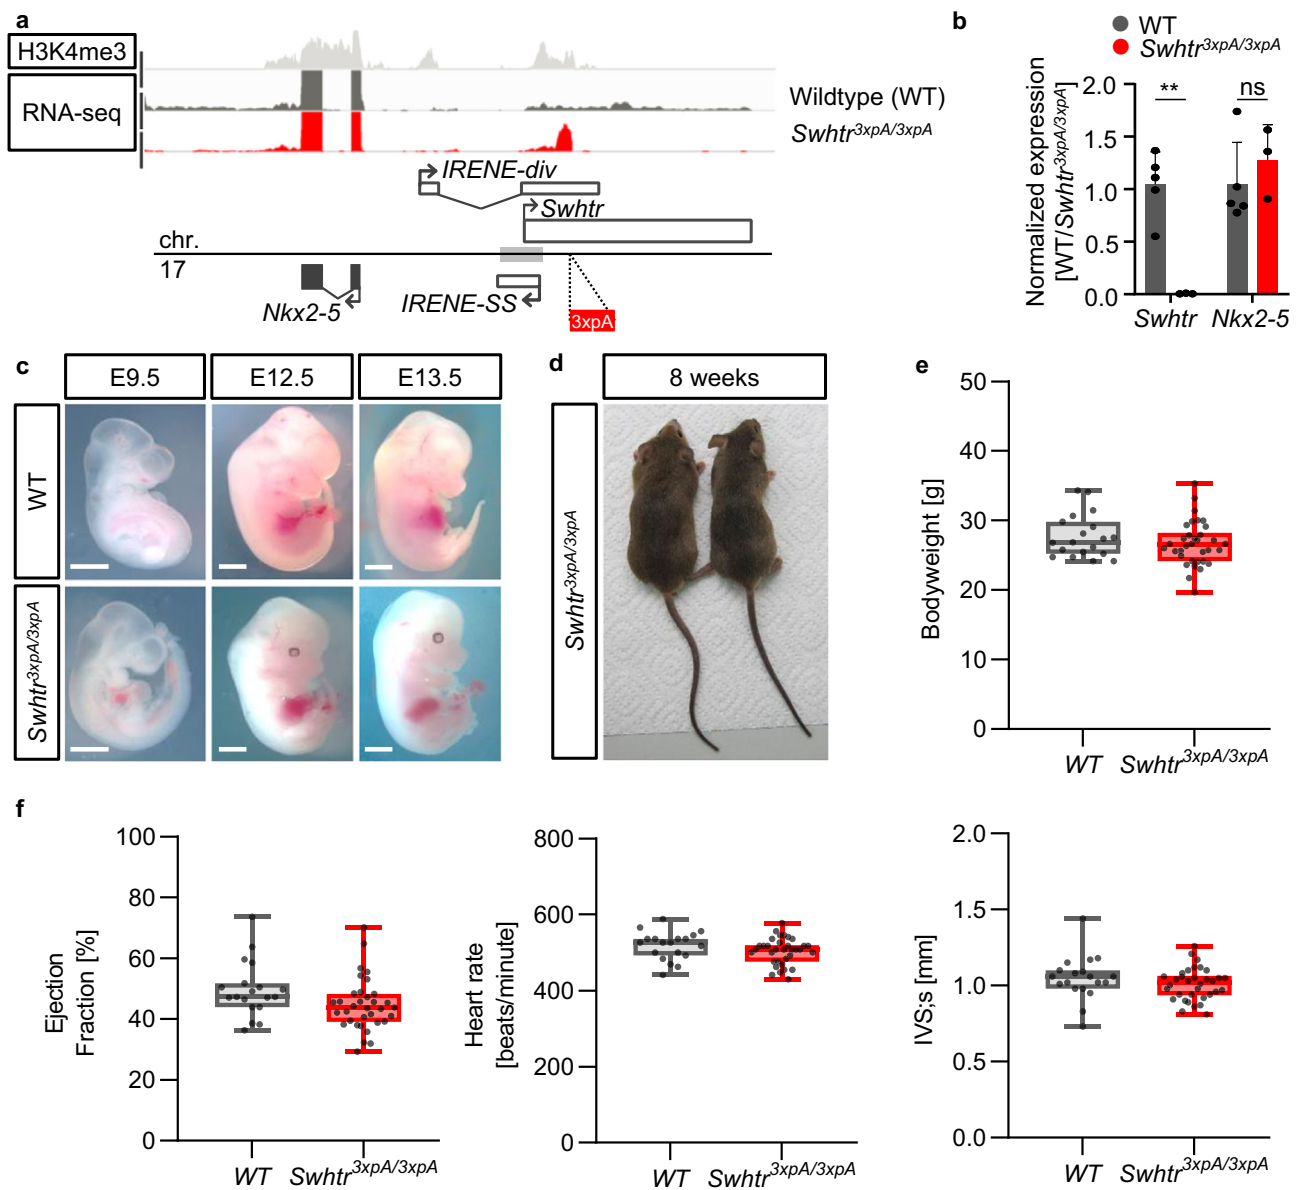 a
H3K4me3
RNA-seq
Wildtype (WT)
Swhtr3xpA/3xpA
IRENE-div
Swhtr
chr.
17
Nkx2-5
IRENE-SS
3xpA
b
WT
Swhtr3xpA/3xpA
Normalized expression
[WT/Swhtr3xpA/3xpA]
2.0
1.5
1.0
0.5
0.0
**
ns
Swhtr
Nkx2-5
c
E9.5
E12.5
E13.5
WT
Swhtr3xpA/3xpA
d
8 weeks
Swhtr3xpA/3xpA
e
Bodyweight [g]
50
40
30
20
10
0
WT
Swhtr3xpA/3xpA
f
Ejection
Fraction [%]
100
80
60
40
20
0
WT
Swhtr3xpA/3xpA
Heart rate
[beats/minute]
800
600
400
200
0
WT
Swhtr3xpA/3xpA
IVS;s [mm]
2.0
1.5
1.0
0.5
0.0
WT
Swhtr3xpA/3xpA